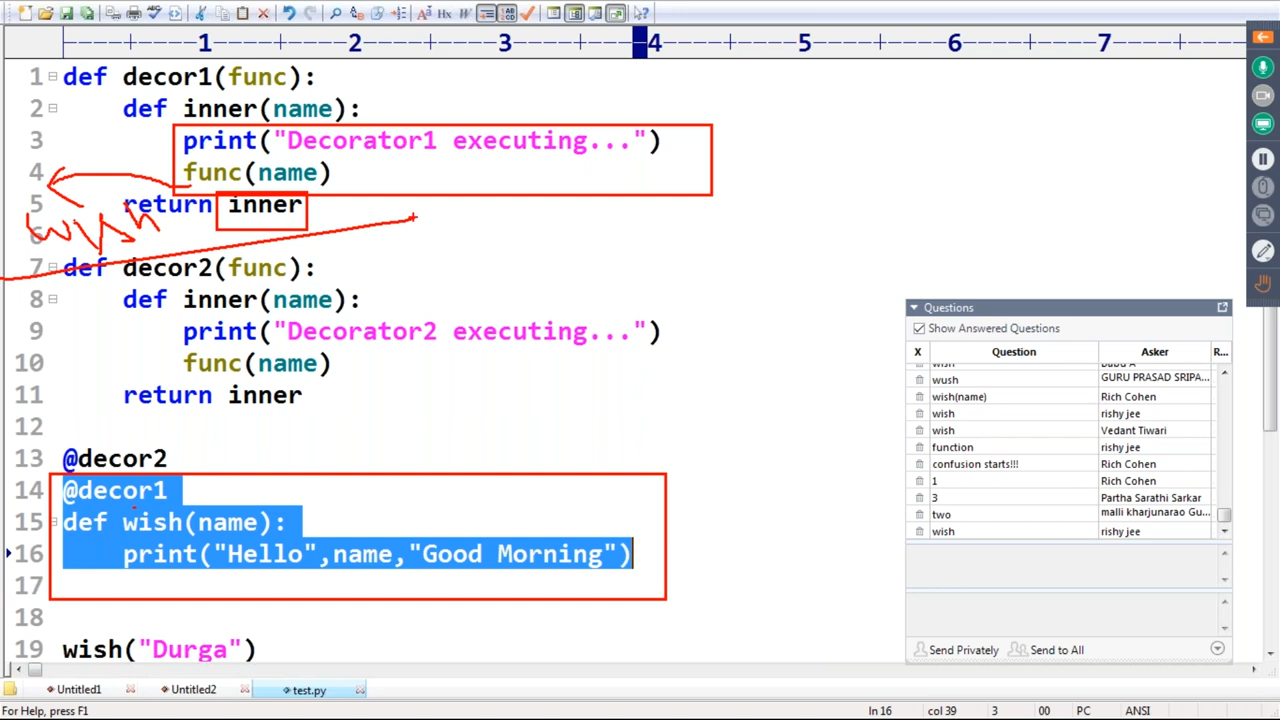 1 2 3 4 5 6 7
1 def decor1(func):
2 def inner(name):
3 print("Decorator1 executing...")
4 func(name)
5 return inner
6
7 def decor2(func):
8 def inner(name):
9 print("Decorator2 executing...")
10 func(name)
11 return inner
12
13 @decor2
14 @decor1
15 def wish(name):
16 print("Hello",name,"Good Morning")
17
18
19 wish("Durga")
wish
Questions
Show Answered Questions
X Question Asker R...
wush GURU PRASAD SRIPA...
wish(name) Rich Cohen
wish rishy jee
wish Vedant Tiwari
function rishy jee
confusion starts!!! Rich Cohen
1 Rich Cohen
3 Partha Sarathi Sarkar
two malli kharjunarao Gu...
wish rishy jee
Send Privately Send to All
Untitled1 Untitled2 test.py
For Help, press F1 ln 16 col 39 3 00 PC ANSI